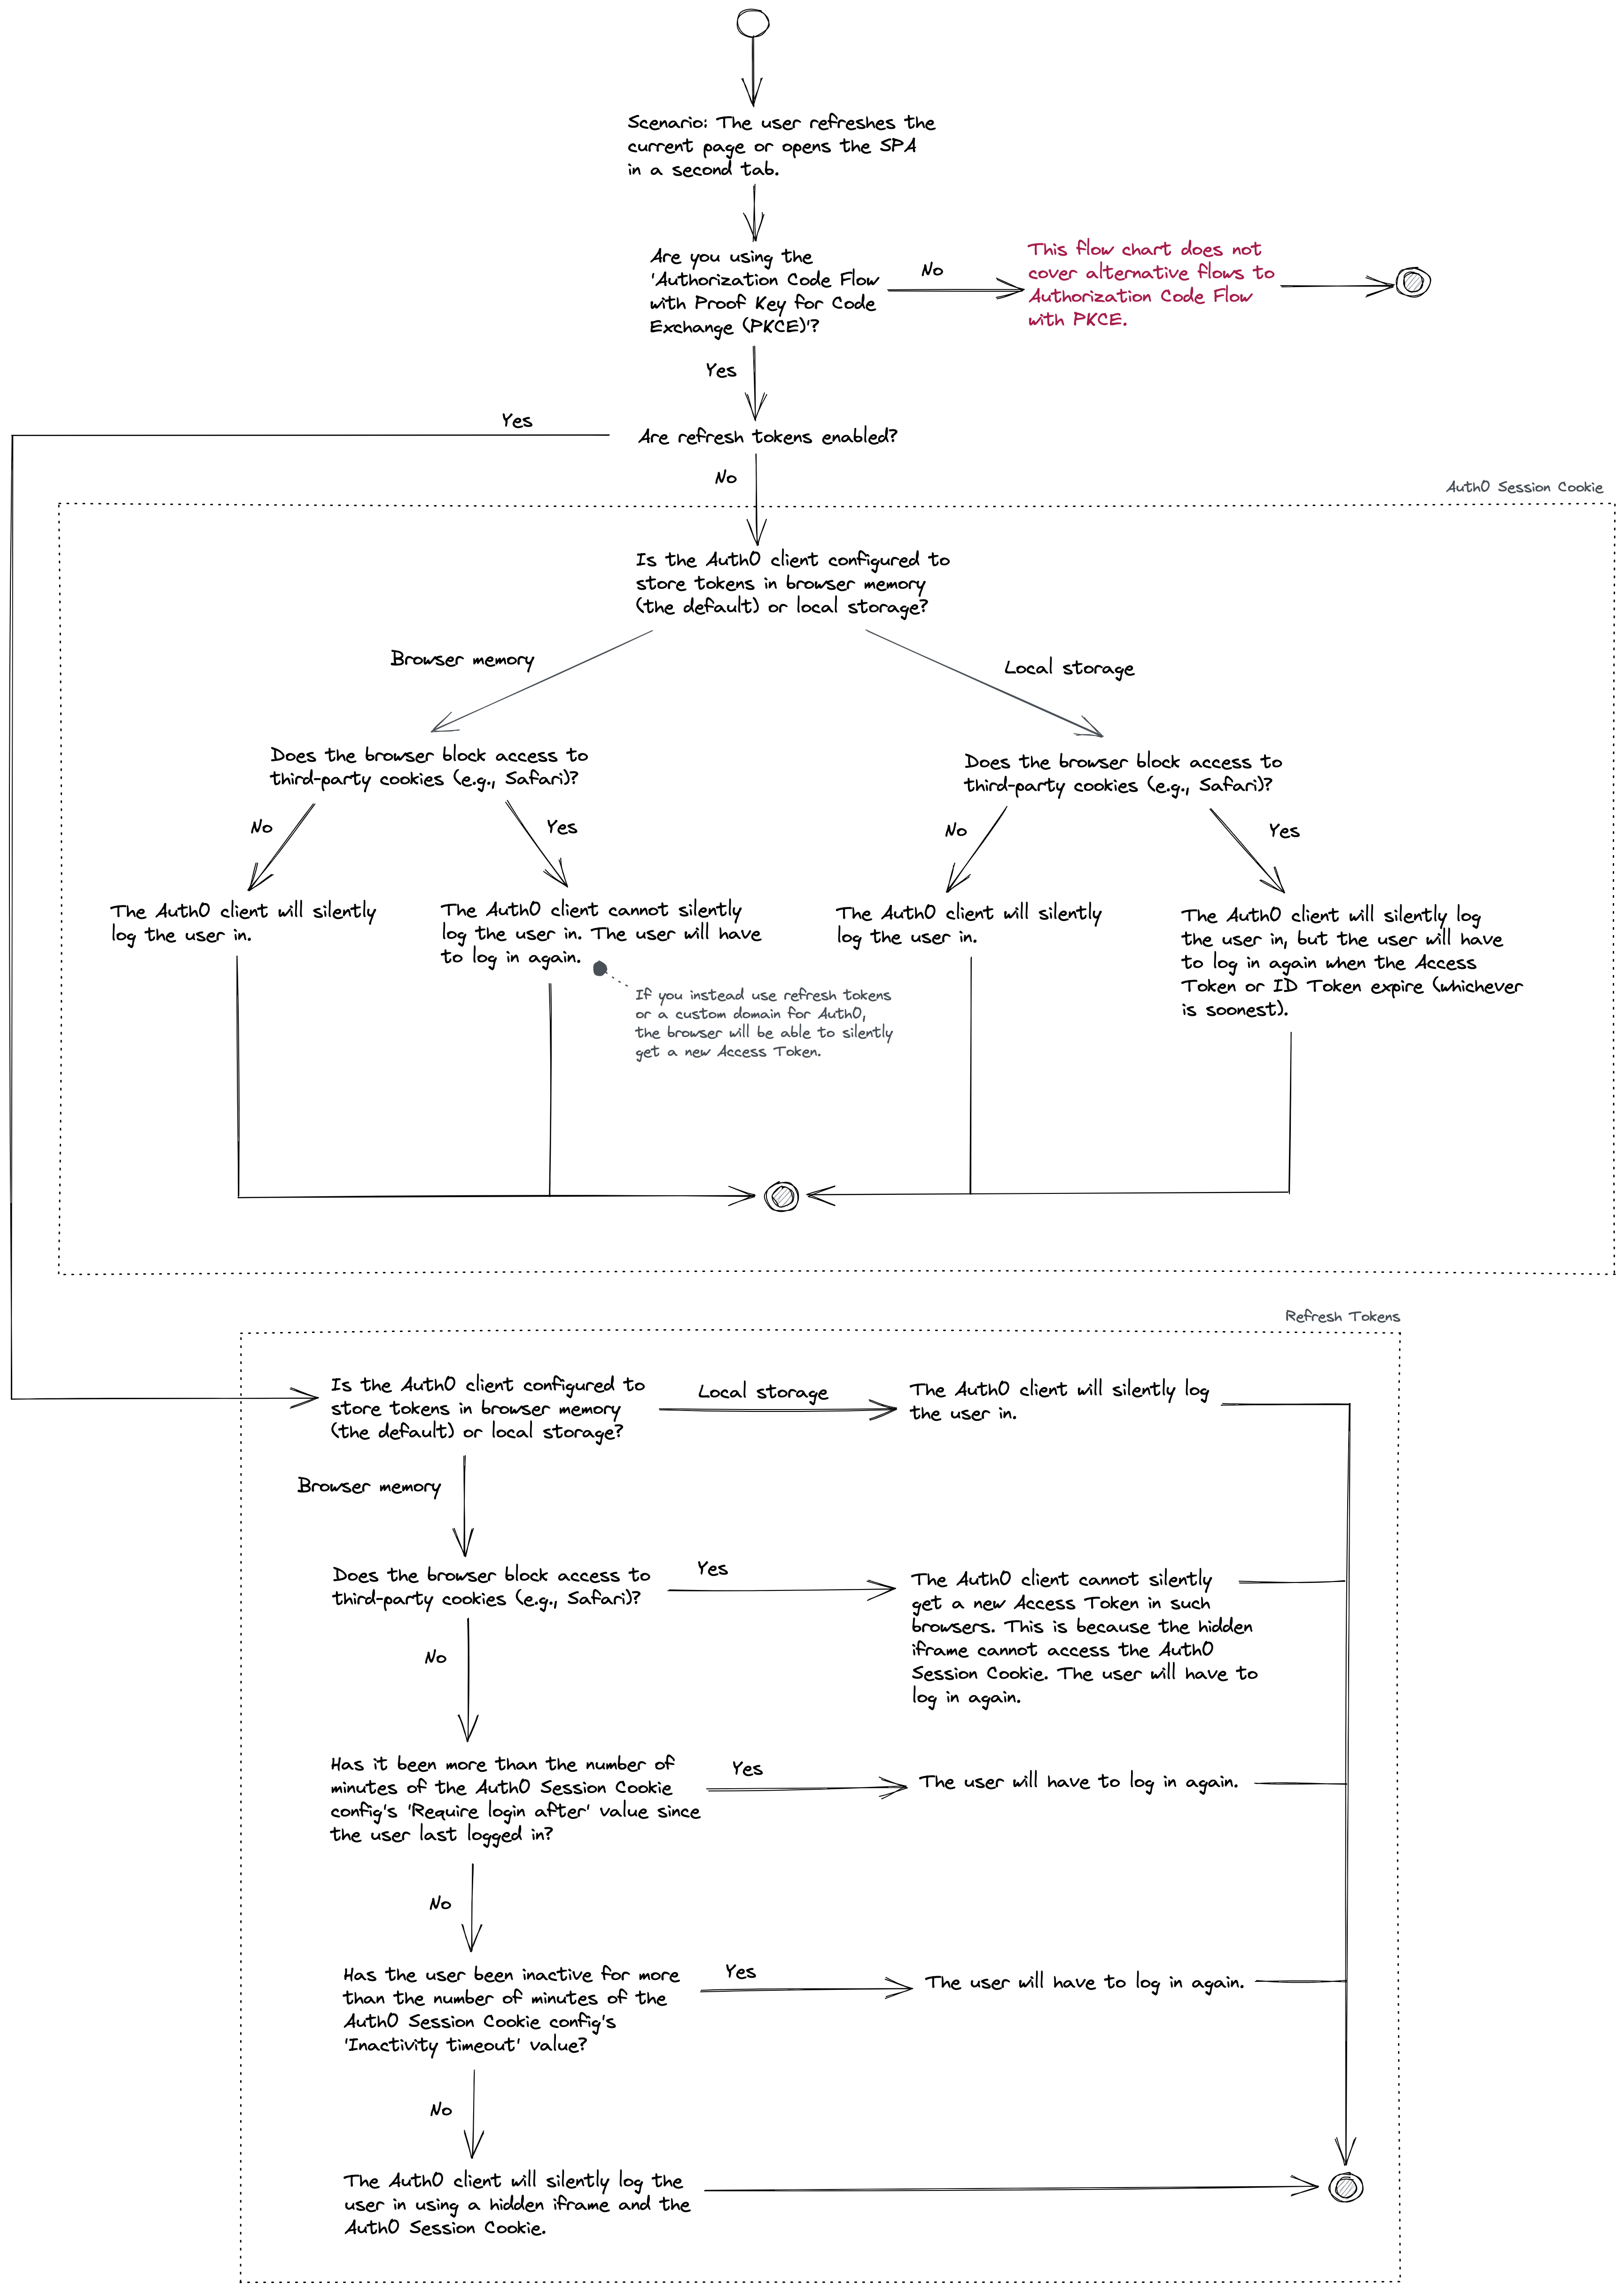 Scenario: The user refreshes the
current page or opens the SPA
in a second tab.
Are you using the
'Authorization Code Flow
with Proof Key for Code
Exchange (PKCE)'?
No
This flow chart does not
cover alternative flows to
Authorization Code Flow
with PKCE.
Yes
Yes
Are refresh tokens enabled?
No
Auth0 Session Cookie
Is the Auth0 client configured to
store tokens in browser memory
(the default) or local storage?
Browser memory
Local storage
Does the browser block access to
third-party cookies (e.g., Safari)?
No
Yes
The Auth0 client will silently
log the user in.
The Auth0 client cannot silently
log the user in. The user will have
to log in again.
If you instead use refresh tokens
or a custom domain for Auth0,
the browser will be able to silently
get a new Access Token.
Does the browser block access to
third-party cookies (e.g., Safari)?
No
Yes
The Auth0 client will silently
log the user in.
The Auth0 client will silently log
the user in, but the user will have
to log in again when the Access
Token or ID Token expire (whichever
is soonest).
Refresh Tokens
Is the Auth0 client configured to
store tokens in browser memory
(the default) or local storage?
Local storage
The Auth0 client will silently log
the user in.
Browser memory
Does the browser block access to
third-party cookies (e.g., Safari)?
Yes
The Auth0 client cannot silently
get a new Access Token in such
browsers. This is because the hidden
iframe cannot access the Auth0
Session Cookie. The user will have to
log in again.
No
Has it been more than the number of
minutes of the Auth0 Session Cookie
config's 'Require login after' value since
the user last logged in?
Yes
The user will have to log in again.
No
Has the user been inactive for more
than the number of minutes of the
Auth0 Session Cookie config's
'Inactivity timeout' value?
Yes
The user will have to log in again.
No
The Auth0 client will silently log the
user in using a hidden iframe and the
Auth0 Session Cookie.